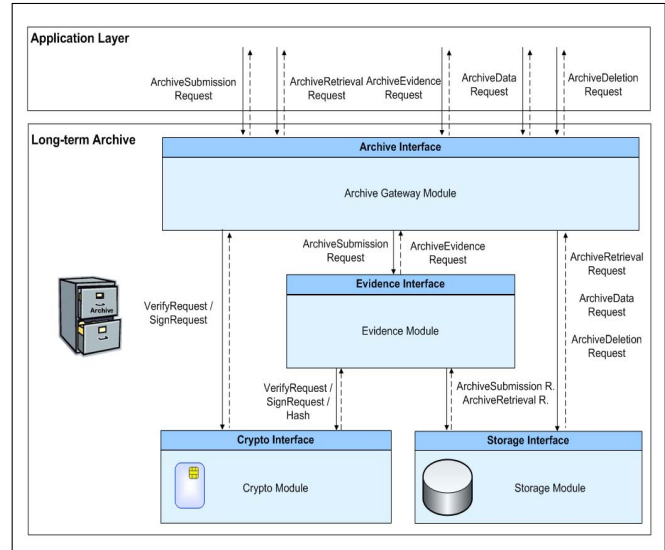 Application Layer
ArchiveSubmission
Request
ArchiveRetrieval
Request
ArchiveEvidence
Request
ArchiveData
Request
ArchiveDeletion
Request
Long-term Archive
Archive Interface
Archive Gateway Module
ArchiveSubmission
Request
ArchiveEvidence
Request
ArchiveRetrieval
Request
ArchiveData
Request
ArchiveDeletion
Request
Archive
VerifyRequest /
SignRequest
Evidence Interface
Evidence Module
VerifyRequest /
SignRequest /
Hash
ArchiveSubmission R.
ArchiveRetrieval R.
Crypto Interface
Crypto Module
Storage Interface
Storage Module